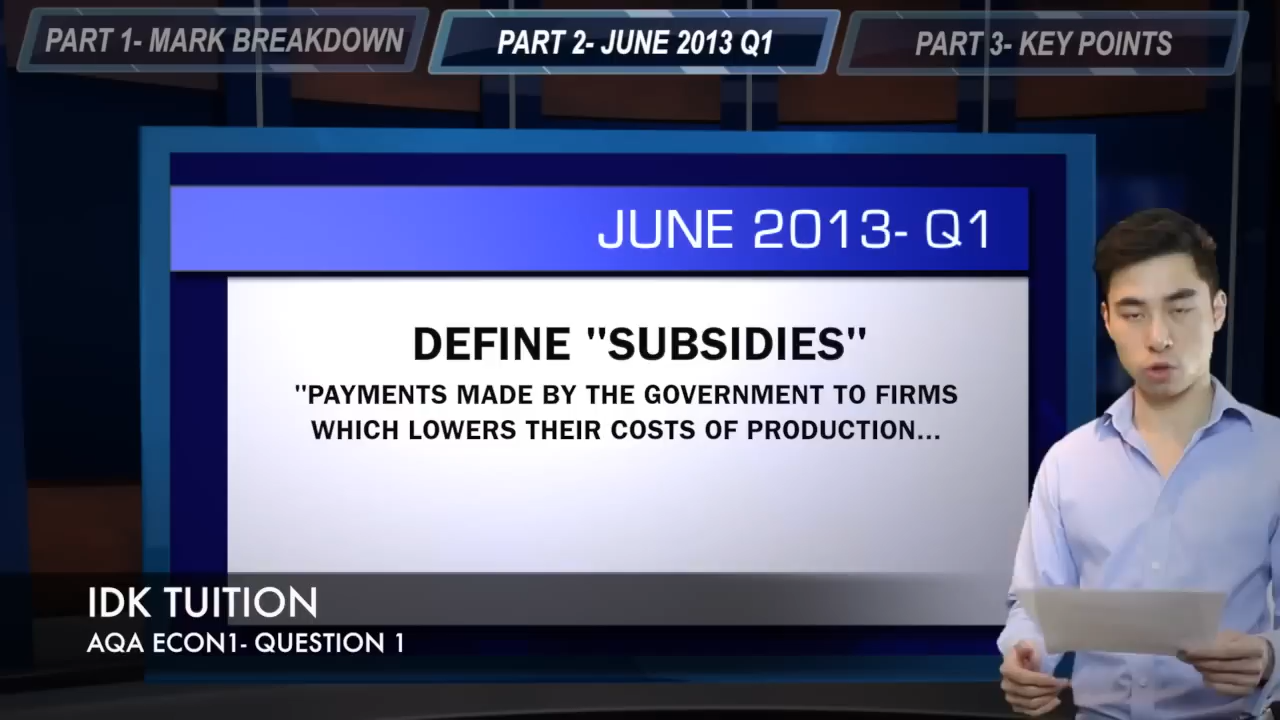 PART 1- MARK BREAKDOWN
PART 2- JUNE 2013 Q1
PART 3- KEY POINTS
JUNE 2013- Q1
DEFINE "SUBSIDIES"
"PAYMENTS MADE BY THE GOVERNMENT TO FIRMS
WHICH LOWERS THEIR COSTS OF PRODUCTION...
IDK TUITION
AQA ECON1- QUESTION 1